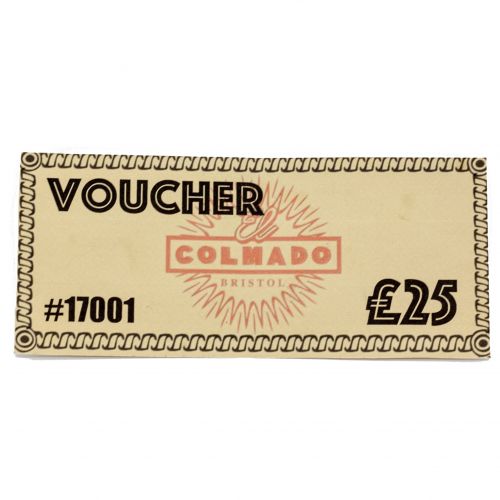 VOUCHER
El
COLMADO
BRISTOL
#17001
£25